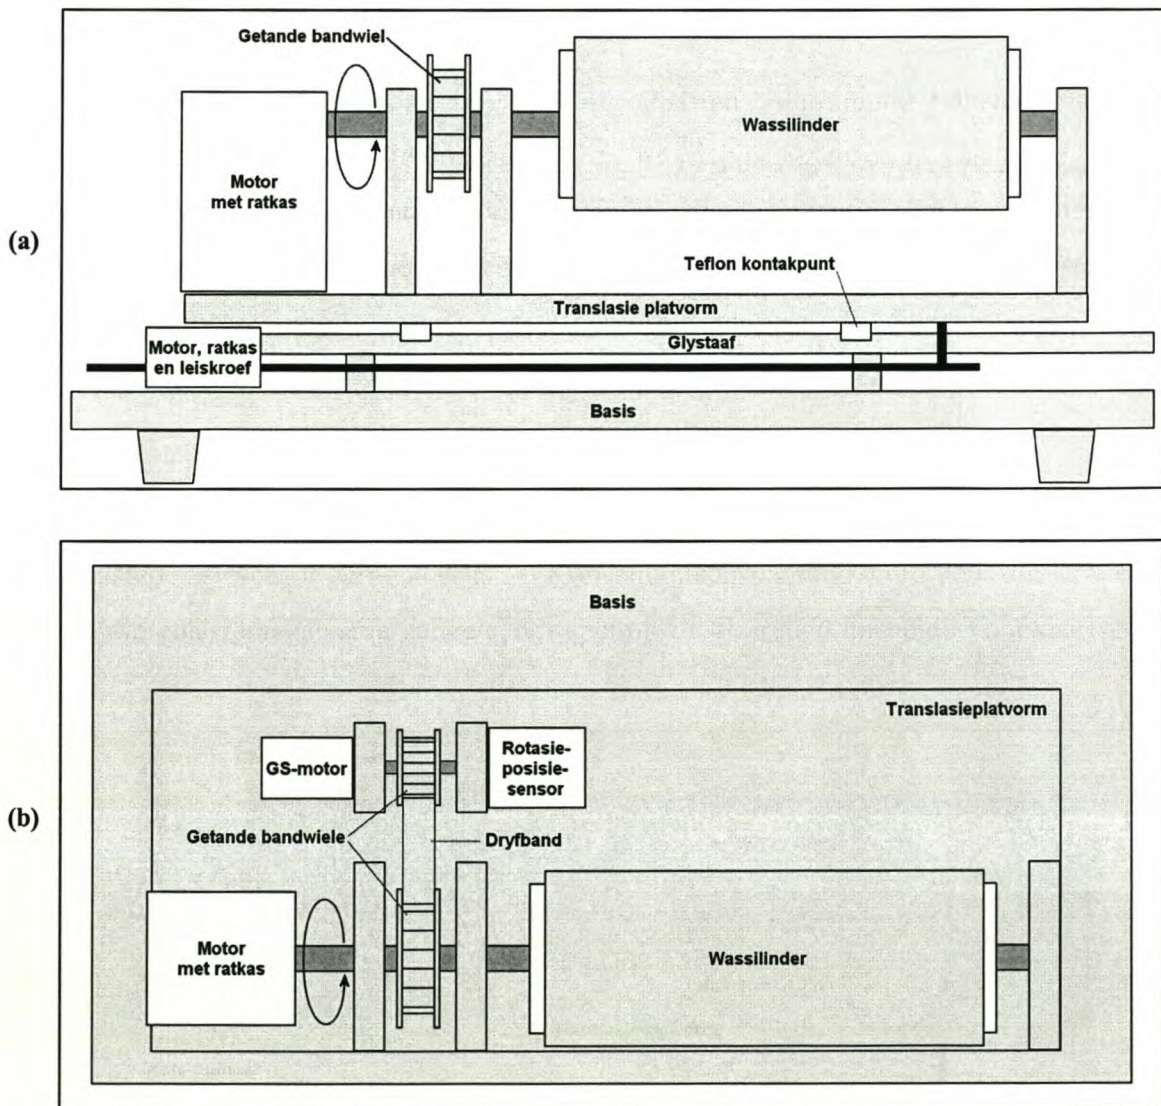 Getande bandwiel
Wassilinder
Motor
met ratkas
(a)
Teflon kontakpunt
Translasie platvorm
Motor, ratkas
en leiskroef
Glystaaf
Basis
Basis
Translasieplatvorm
GS-motor
Rotasie-
posisie-
sensor
(b)
Getande bandwiele
Dryfband
Motor
met ratkas
Wassilinder